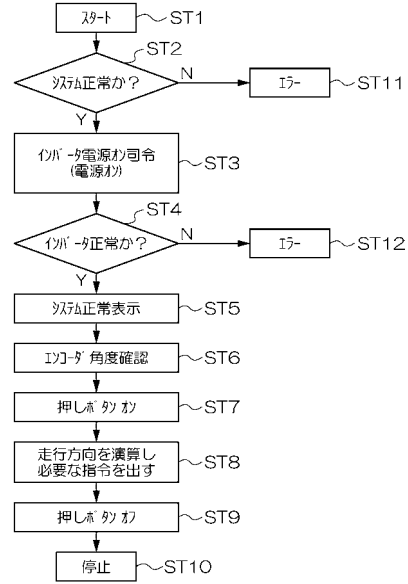 ｽﾀｰﾄ ST1
ST2
ｼｽﾃﾑ正常か？ N ｴﾗｰ ST11
Y
ｲﾝﾊﾞｰﾀ電源ｵﾝ司令
(電源ｵﾝ) ST3
ST4
ｲﾝﾊﾞｰﾀ正常か？ N ｴﾗｰ ST12
Y
ｼｽﾃﾑ正常表示 ST5
ｴﾝｺｰﾀﾞ角度確認 ST6
押しﾎﾞﾀﾝ ｵﾝ ST7
走行方向を演算し
必要な指令を出す ST8
押しﾎﾞﾀﾝ ｵﾌ ST9
停止 ST10